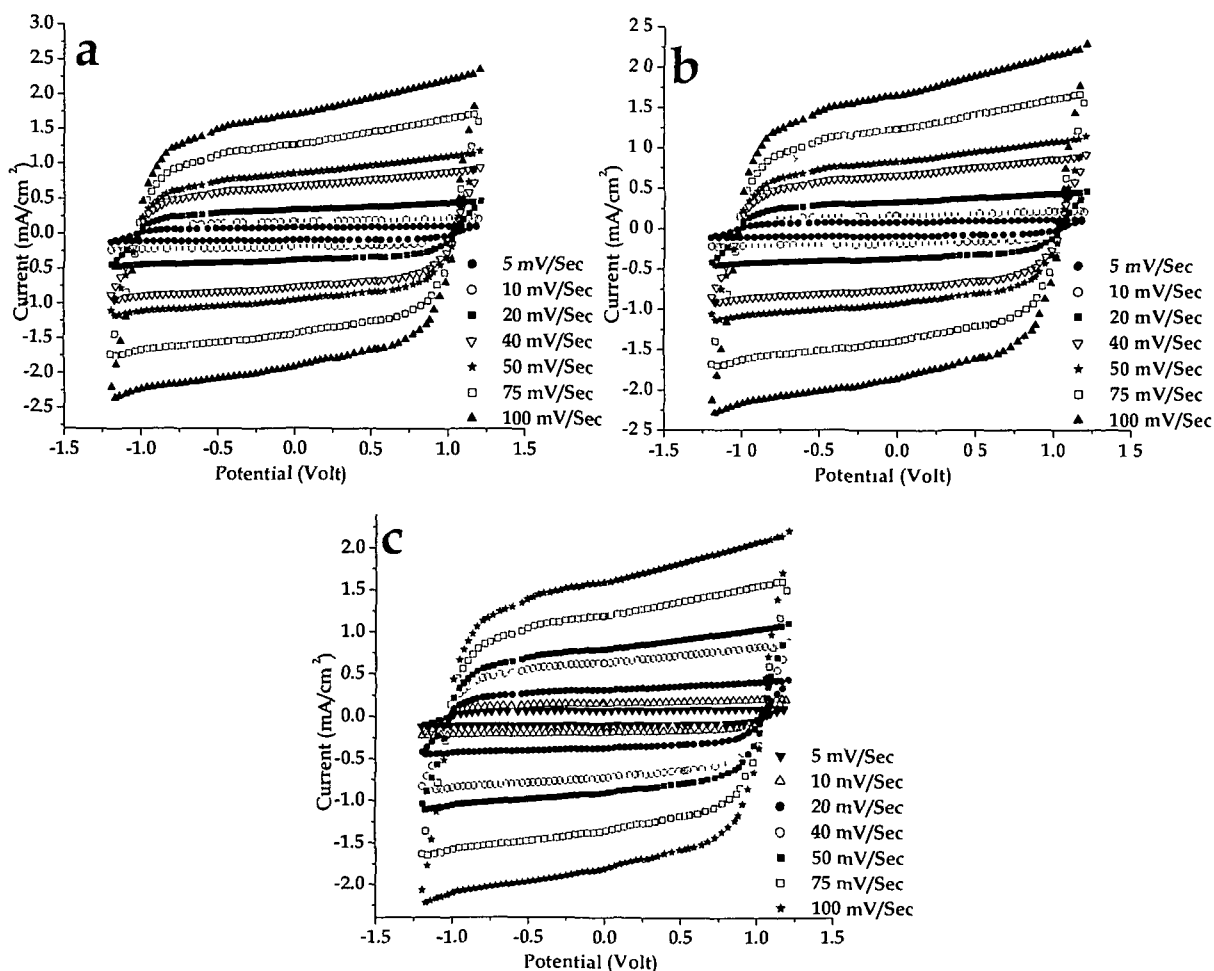 a
3.0
2.5
2.0
1.5
1.0
0.5
0.0
-0.5
-1.0
-1.5
-2.0
-2.5
Current (mA/cm²)
5 mV/Sec
10 mV/Sec
20 mV/Sec
40 mV/Sec
50 mV/Sec
75 mV/Sec
100 mV/Sec
-1.5 -1.0 -0.5 0.0 0.5 1.0 1.5
Potential (Volt)
b
2 5
2 0
1.5
1.0
0.5
0 0
-0.5
-1.0
-1.5
-2.0
-2 5
Current (mA/cm²)
5 mV/Sec
10 mV/Sec
20 mV/Sec
40 mV/Sec
50 mV/Sec
75 mV/Sec
100 mV/Sec
-1.5 -1.0 -0.5 0.0 0.5 1.0 1 5
Potential (Volt)
c
2.0
1.5
1.0
0.5
0.0
-0.5
-1.0
-1.5
-2.0
Current (mA/cm²)
5 mV/Sec
10 mV/Sec
20 mV/Sec
40 mV/Sec
50 mV/Sec
75 mV/Sec
100 mV/Sec
-1.5 -1.0 -0.5 0.0 0.5 1.0 1.5
Potential (Volt)